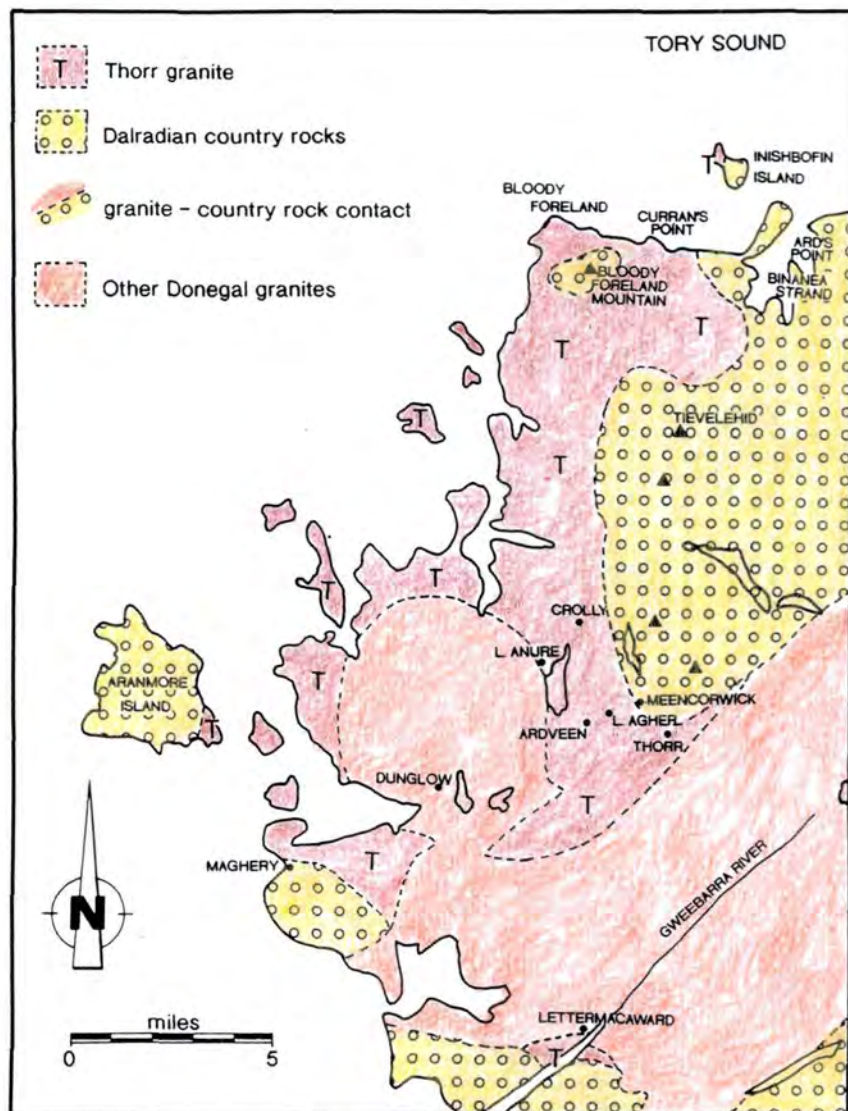 TORY SOUND
T Thorr granite
Dalradian country rocks
granite – country rock contact
Other Donegal granites
T
INISHBOFIN
ISLAND
BLOODY
FORELAND
CURRAN'S
POINT
ARD'S
POINT
BINANEA
STRAND
BLOODY
FORELAND
MOUNTAIN
T
T
TIEVELEHID
T
T
T
T
CROLLY
L. ANURE
T
ARANMORE
ISLAND
T
MEENCORWICK
L. AGHER
ARDVEEN
THORR
DUNGLOW
T
T
MAGHERY
GWEEBARRA RIVER
N
LETTERMACAWARD
T
miles
0 5